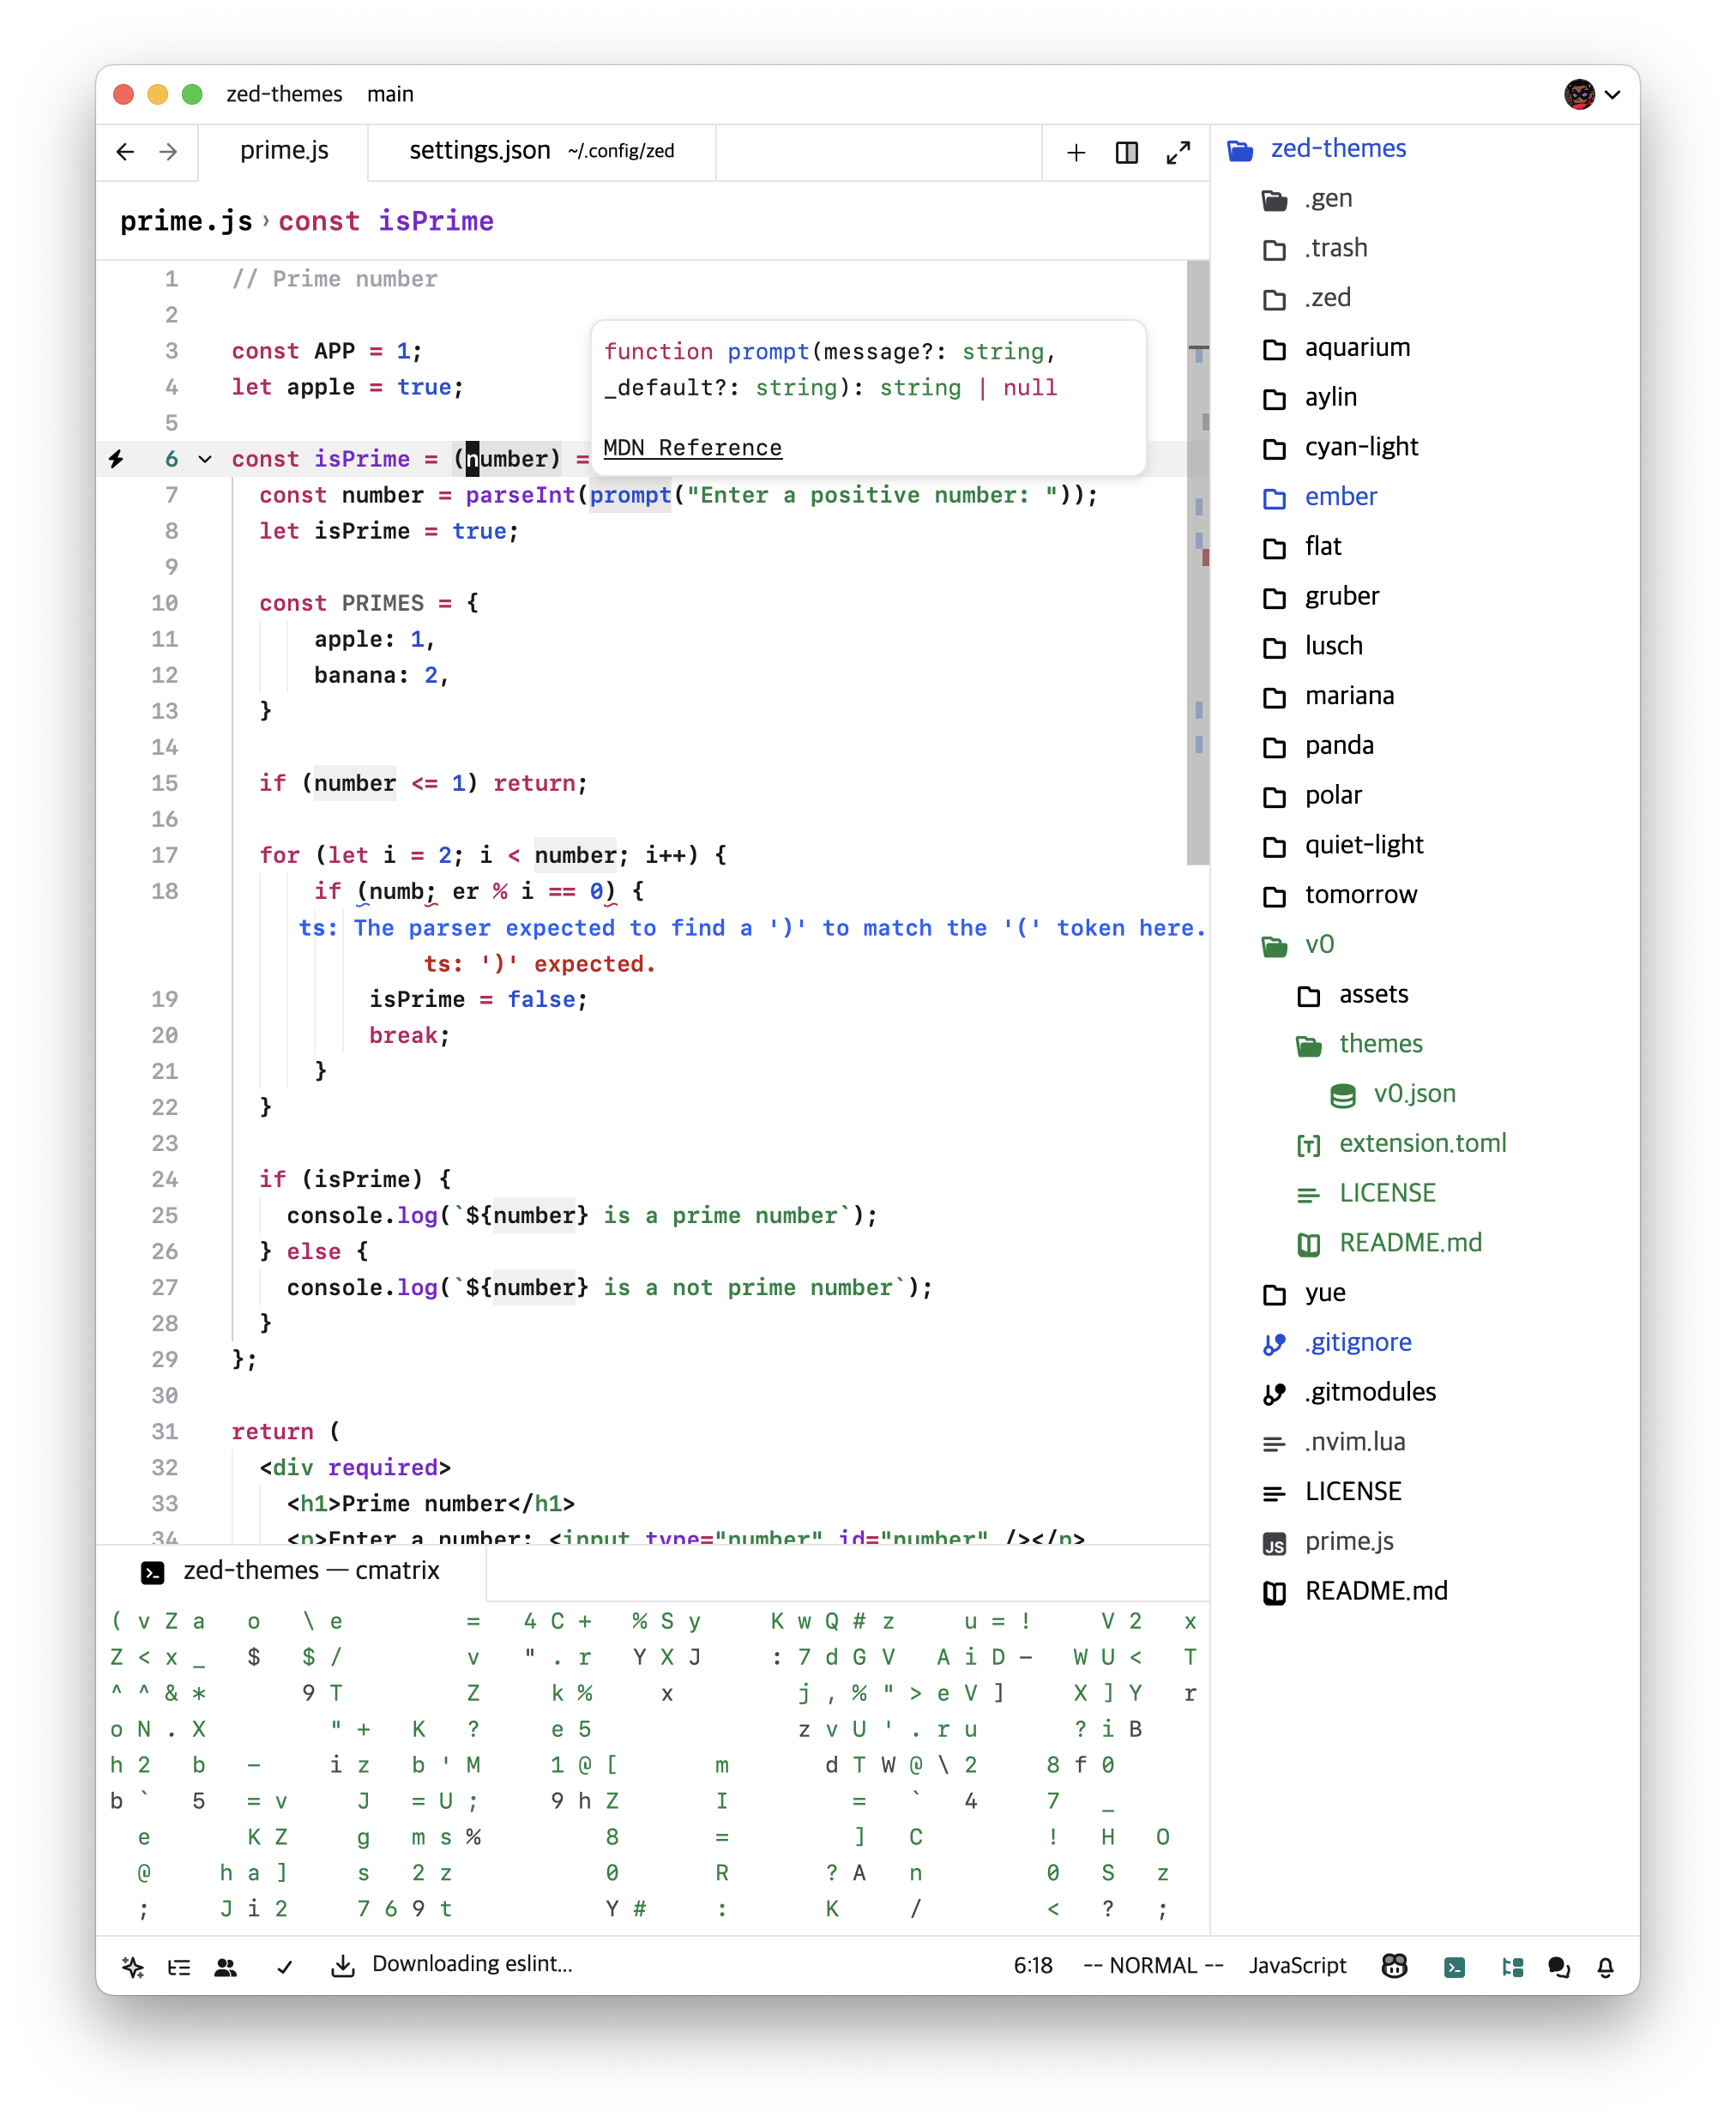 zed-themes main
prime.js settings.json ~/.config/zed
prime.js › const isPrime
1 // Prime number
2
3 const APP = 1;
4 let apple = true;
5
6 const isPrime = (number) =
function prompt(message?: string,
_default?: string): string | null
MDN Reference
7 const number = parseInt(prompt("Enter a positive number: "));
8 let isPrime = true;
9
10 const PRIMES = {
11 apple: 1,
12 banana: 2,
13 }
14
15 if (number <= 1) return;
16
17 for (let i = 2; i < number; i++) {
18 if (numb; er % i == 0) {
ts: The parser expected to find a ')' to match the '(' token here.
ts: ')' expected.
19 isPrime = false;
20 break;
21 }
22 }
23
24 if (isPrime) {
25 console.log(`${number} is a prime number`);
26 } else {
27 console.log(`${number} is a not prime number`);
28 }
29 };
30
31 return (
32 <div required>
33 <h1>Prime number</h1>
34 <p>Enter a number: <input type="number" id="number" /></p>
zed-themes — cmatrix
( v Z a o \ e = 4 C + % S y K w Q # z u = ! V 2 x
Z < x _ $ $ / v " . r Y X J : 7 d G V A i D - W U < T
^ ^ & * 9 T Z k % x j , % " > e V ] X ] Y r
o N . X " + K ? e 5 z v U ' . r u ? i B
h 2 b - i z b ' M 1 @ [ m d T W @ \ 2 8 f 0
b ` 5 = v J = U ; 9 h Z I = ` 4 7 _
e K Z g m s % 8 = ] C ! H O
@ h a ] s 2 z 0 R ? A n 0 S z
; J i 2 7 6 9 t Y # : K / < ? ;
zed-themes
.gen
.trash
.zed
aquarium
aylin
cyan-light
ember
flat
gruber
lusch
mariana
panda
polar
quiet-light
tomorrow
v0
assets
themes
v0.json
extension.toml
LICENSE
README.md
yue
.gitignore
.gitmodules
.nvim.lua
LICENSE
prime.js
README.md
Downloading eslint... 6:18 -- NORMAL -- JavaScript